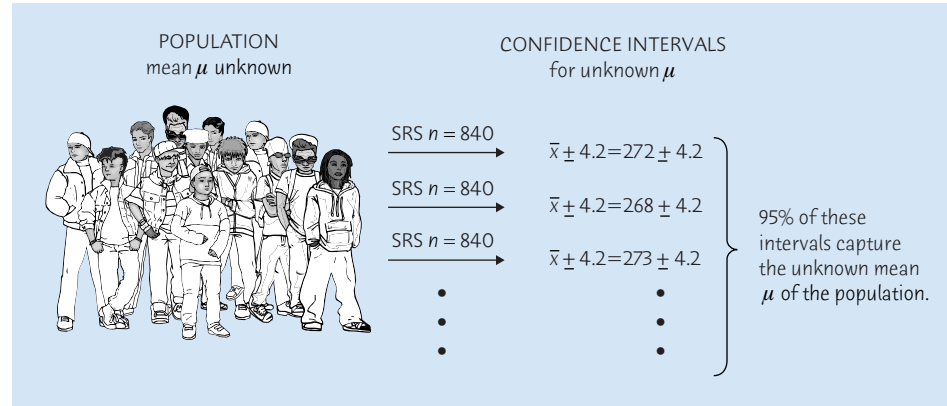 POPULATION
mean μ unknown
CONFIDENCE INTERVALS
for unknown μ
SRS n = 840
x̅ ± 4.2=272 ± 4.2
SRS n = 840
x̅ ± 4.2=268 ± 4.2
SRS n = 840
x̅ ± 4.2=273 ± 4.2
95% of these
intervals capture
the unknown mean
μ of the population.